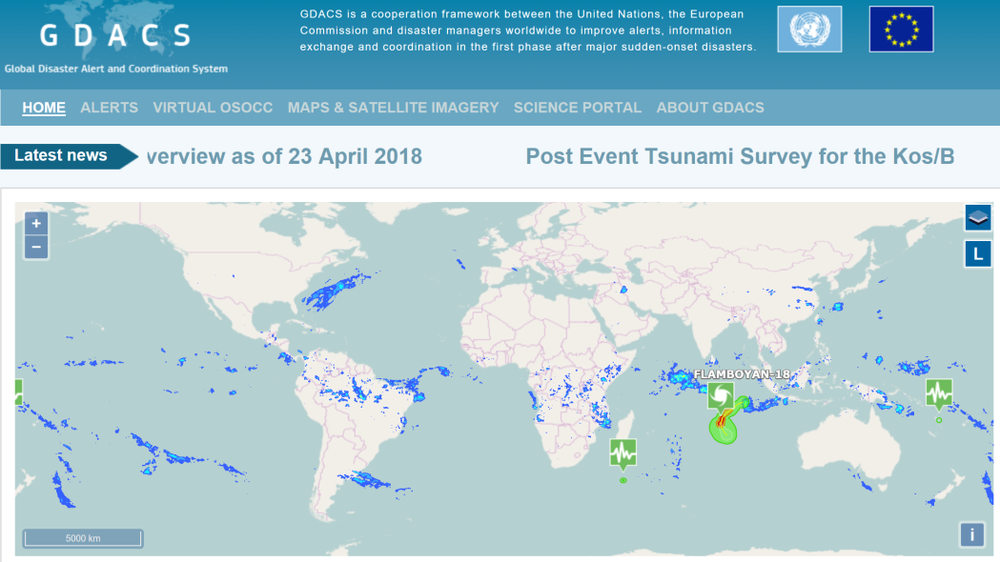 G D A C S
Global Disaster Alert and Coordination System
GDACS is a cooperation framework between the United Nations, the European
Commission and disaster managers worldwide to improve alerts, information
exchange and coordination in the first phase after major sudden-onset disasters.
HOME ALERTS VIRTUAL OSOCC MAPS & SATELLITE IMAGERY SCIENCE PORTAL ABOUT GDACS
Latest news verview as of 23 April 2018 Post Event Tsunami Survey for the Kos/B
+
−
L
FLAMBOYAN-18
5000 km
i